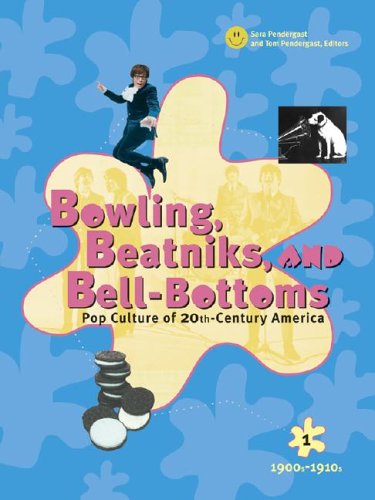 Sara Pendergast
and Tom Pendergast, Editors
Bowling,
Beatniks, AND
Bell-Bottoms
Pop Culture of 20th-Century America
1
1900s-1910s